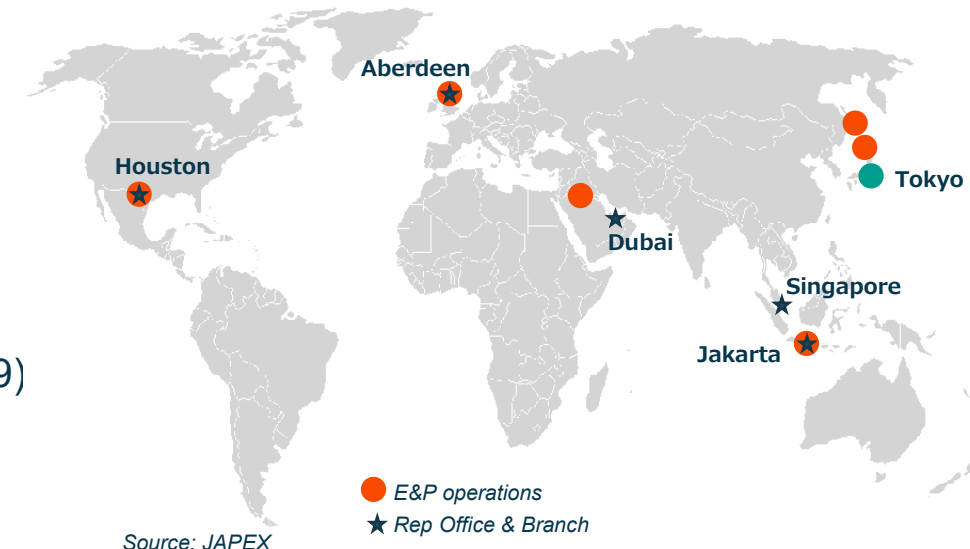 Aberdeen
Houston
Tokyo
Dubai
Singapore
Jakarta
9)
E&P operations
Rep Office & Branch
Source: JAPEX